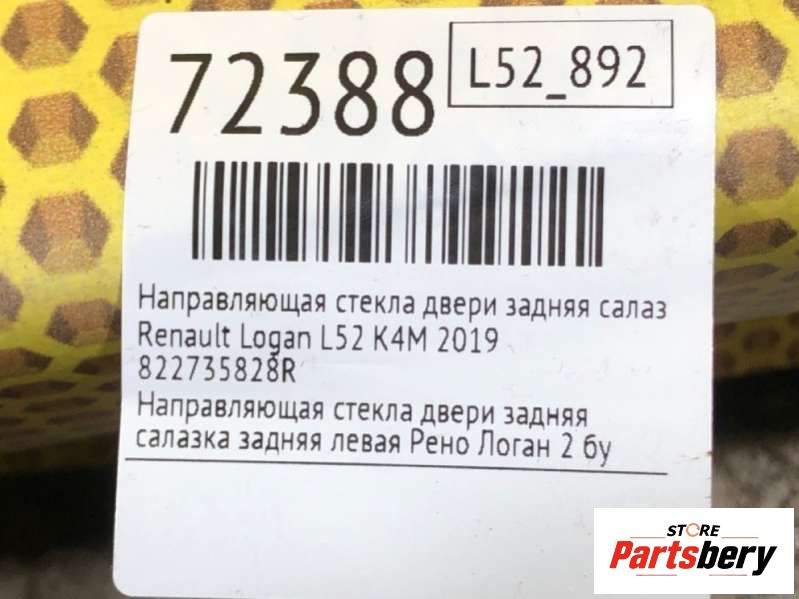 72388
L52_892
Направляющая стекла двери задняя салаз
Renault Logan L52 K4M 2019
822735828R
Направляющая стекла двери задняя
салазка задняя левая Рено Логан 2 бу
STORE
Partsbery